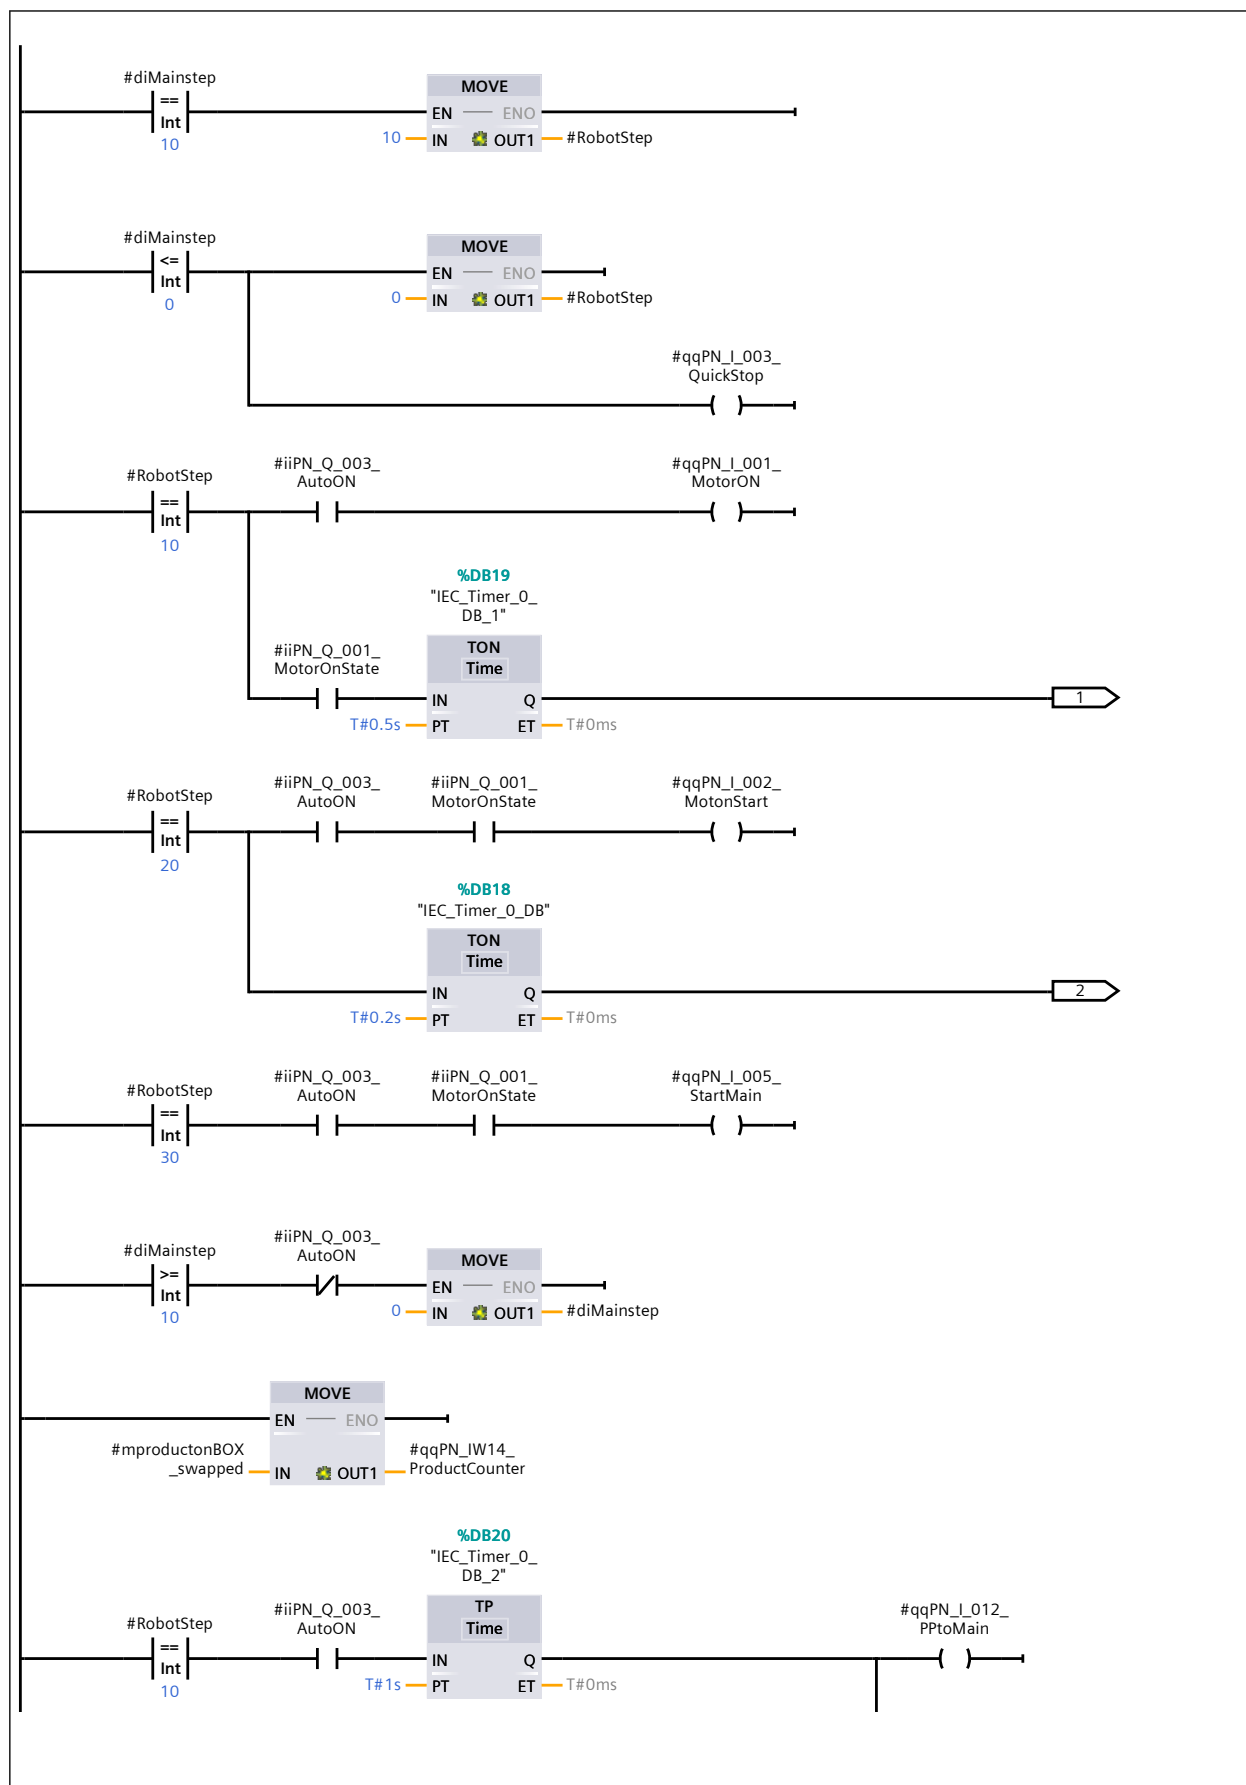 #diMainstep
==
Int
10
MOVE
EN ENO
10 IN OUT1 #RobotStep
#diMainstep
<=
Int
0
MOVE
EN ENO
0 IN OUT1 #RobotStep
#qqPN_I_003_
QuickStop
#RobotStep
==
Int
10
#iiPN_Q_003_
AutoON
#qqPN_I_001_
MotorON
%DB19
"IEC_Timer_0_
DB_1"
#iiPN_Q_001_
MotorOnState
TON
Time
IN Q
T#0.5s PT ET T#0ms
1
#RobotStep
==
Int
20
#iiPN_Q_003_
AutoON
#iiPN_Q_001_
MotorOnState
#qqPN_I_002_
MotonStart
%DB18
"IEC_Timer_0_DB"
TON
Time
IN Q
T#0.2s PT ET T#0ms
2
#RobotStep
==
Int
30
#iiPN_Q_003_
AutoON
#iiPN_Q_001_
MotorOnState
#qqPN_I_005_
StartMain
#diMainstep
>=
Int
10
#iiPN_Q_003_
AutoON
MOVE
EN ENO
0 IN OUT1 #diMainstep
MOVE
EN ENO
#mproductonBOX
_swapped
IN OUT1
#qqPN_IW14_
ProductCounter
%DB20
"IEC_Timer_0_
DB_2"
#RobotStep
==
Int
10
#iiPN_Q_003_
AutoON
TP
Time
IN Q
T#1s PT ET T#0ms
#qqPN_I_012_
PPtoMain